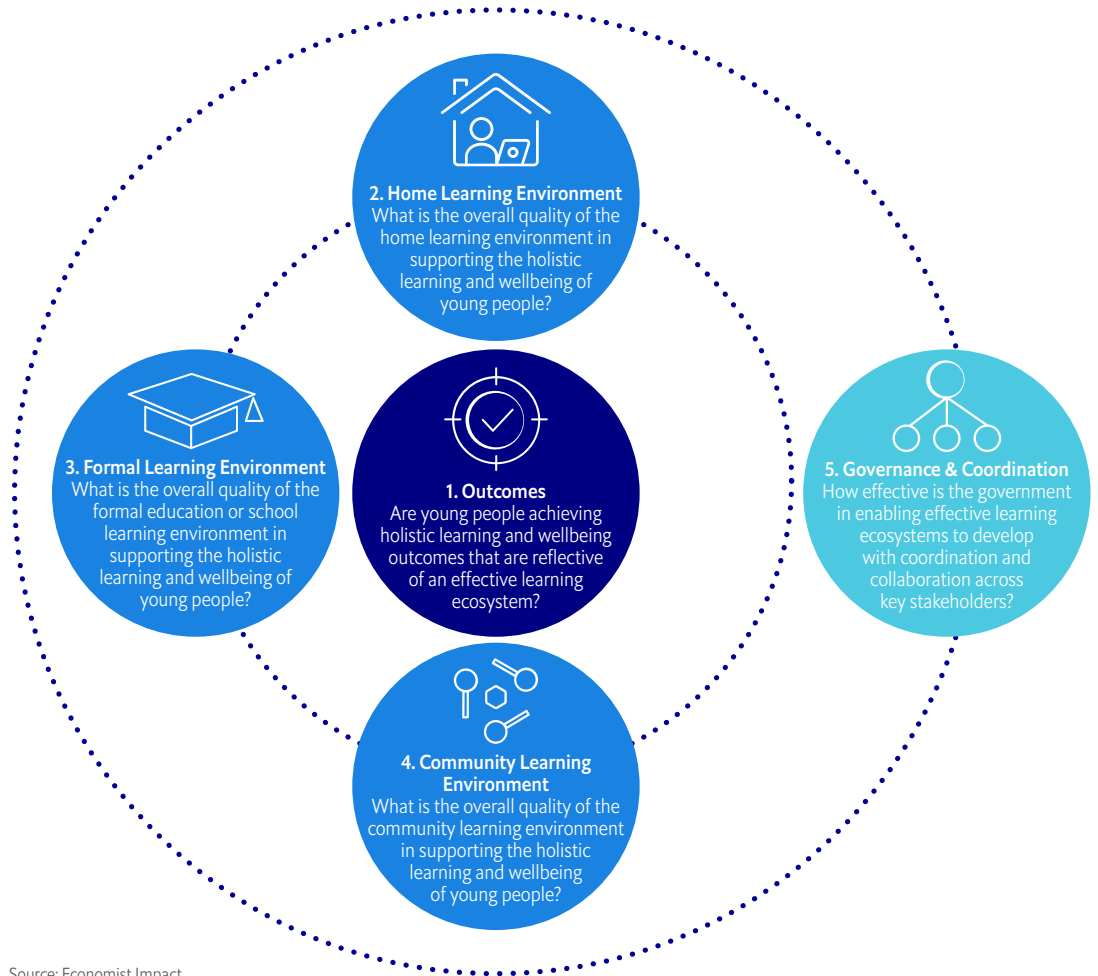 2. Home Learning Environment
What is the overall quality of the
home learning environment in
supporting the holistic
learning and wellbeing of
young people?
3. Formal Learning Environment
What is the overall quality of the
formal education or school
learning environment in
supporting the holistic
learning and wellbeing of
young people?
1. Outcomes
Are young people achieving
holistic learning and wellbeing
outcomes that are reflective
of an effective learning
ecosystem?
5. Governance & Coordination
How effective is the government
in enabling effective learning
ecosystems to develop
with coordination and
collaboration across
key stakeholders?
4. Community Learning
Environment
What is the overall quality of the
community learning environment
in supporting the holistic
learning and wellbeing
of young people?
Source: Economist Impact